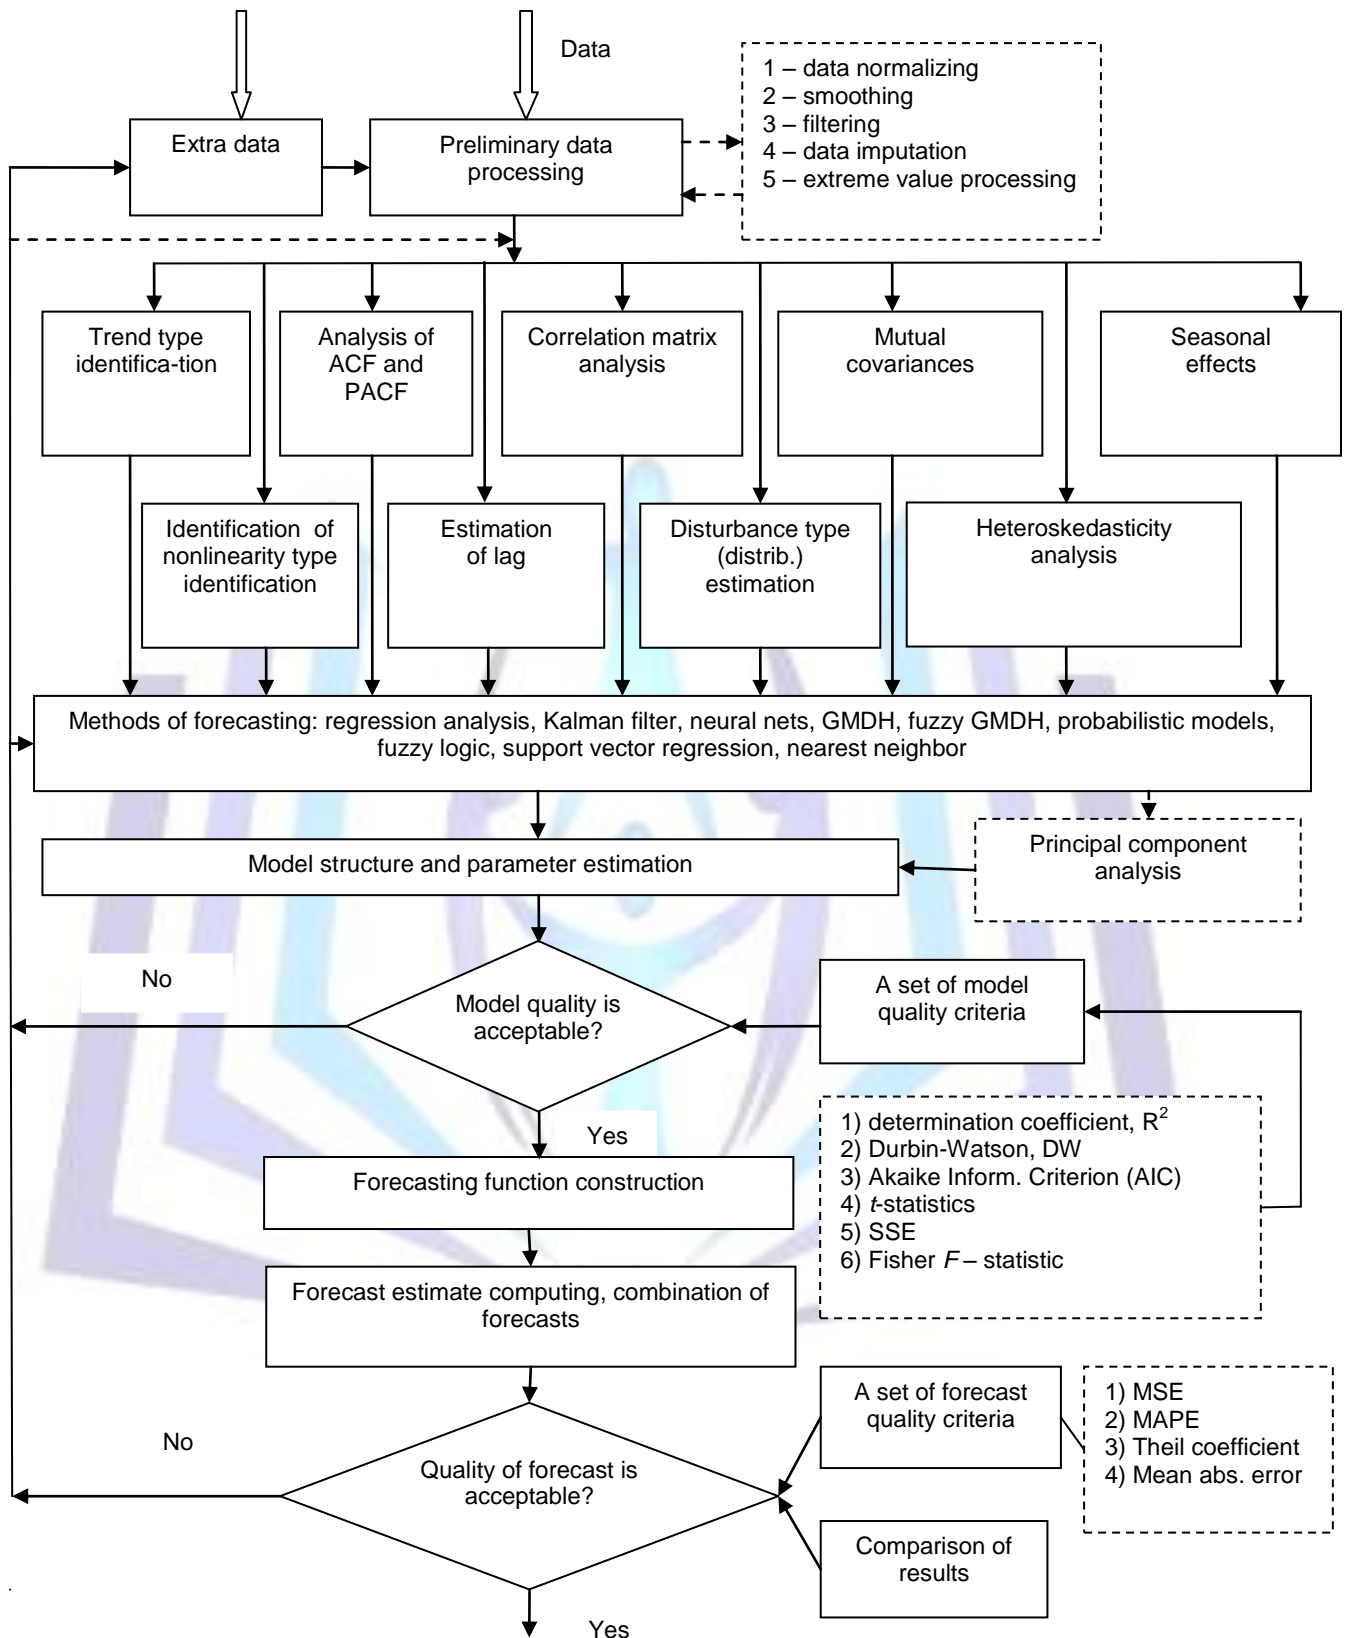 Data
1 – data normalizing
2 – smoothing
3 – filtering
4 – data imputation
5 – extreme value processing
Extra data
Preliminary data
processing
Trend type
identifica-tion
Analysis of
ACF and
PACF
Correlation matrix
analysis
Mutual
covariances
Seasonal
effects
Identification of
nonlinearity type
identification
Estimation
of lag
Disturbance type
(distrib.)
estimation
Heteroskedasticity
analysis
Methods of forecasting: regression analysis, Kalman filter, neural nets, GMDH, fuzzy GMDH, probabilistic models,
fuzzy logic, support vector regression, nearest neighbor
Principal component
analysis
Model structure and parameter estimation
No
Model quality is
acceptable?
A set of model
quality criteria
Yes
1) determination coefficient, R²
2) Durbin-Watson, DW
3) Akaike Inform. Criterion (AIC)
4) t-statistics
5) SSE
6) Fisher F – statistic
Forecasting function construction
Forecast estimate computing, combination of
forecasts
A set of forecast
quality criteria
1) MSE
2) MAPE
3) Theil coefficient
4) Mean abs. error
No
Quality of forecast is
acceptable?
Comparison of
results
Yes